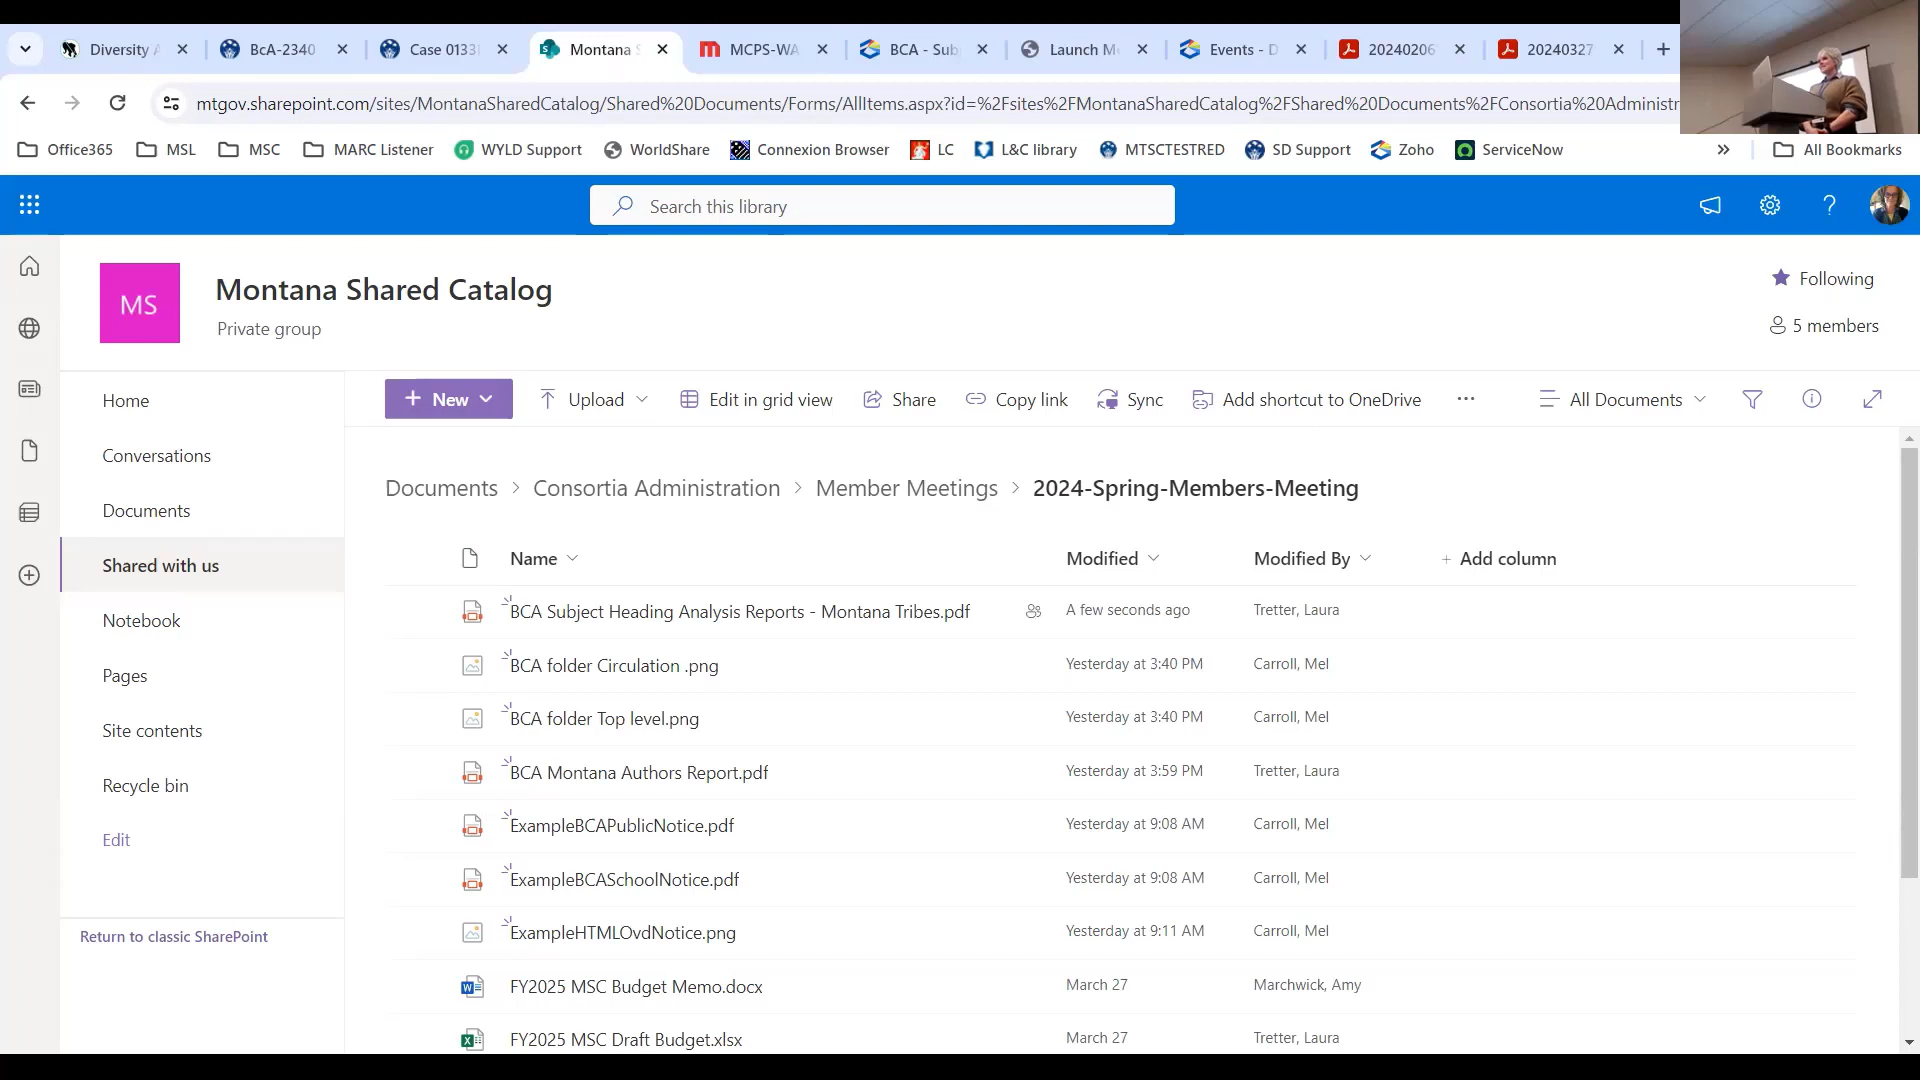 Diversity
BcA-2340
Case 0133
Montana
MCPS-WA
BCA - Sub
Launch M
Events - D
20240206
20240327
mtgov.sharepoint.com/sites/MontanaSharedCatalog/Shared%20Documents/Forms/AllItems.aspx?id=%2Fsites%2FMontanaSharedCatalog%2FShared%20Documents%2FConsortia%20Administr
Office365
MSL
MSC
MARC Listener
WYLD Support
WorldShare
Connexion Browser
LC
L&C library
MTSCTESTRED
SD Support
Zoho
ServiceNow
All Bookmarks
Search this library
MS
Montana Shared Catalog
Private group
Following
5 members
Home
Conversations
Documents
Shared with us
Notebook
Pages
Site contents
Recycle bin
Edit
Return to classic SharePoint
New
Upload
Edit in grid view
Share
Copy link
Sync
Add shortcut to OneDrive
All Documents
Documents > Consortia Administration > Member Meetings > 2024-Spring-Members-Meeting
Name Modified Modified By + Add column
BCA Subject Heading Analysis Reports - Montana Tribes.pdf A few seconds ago Tretter, Laura
BCA folder Circulation .png Yesterday at 3:40 PM Carroll, Mel
BCA folder Top level.png Yesterday at 3:40 PM Carroll, Mel
BCA Montana Authors Report.pdf Yesterday at 3:59 PM Tretter, Laura
ExampleBCAPublicNotice.pdf Yesterday at 9:08 AM Carroll, Mel
ExampleBCASchoolNotice.pdf Yesterday at 9:08 AM Carroll, Mel
ExampleHTMLOvdNotice.png Yesterday at 9:11 AM Carroll, Mel
FY2025 MSC Budget Memo.docx March 27 Marchwick, Amy
FY2025 MSC Draft Budget.xlsx March 27 Tretter, Laura